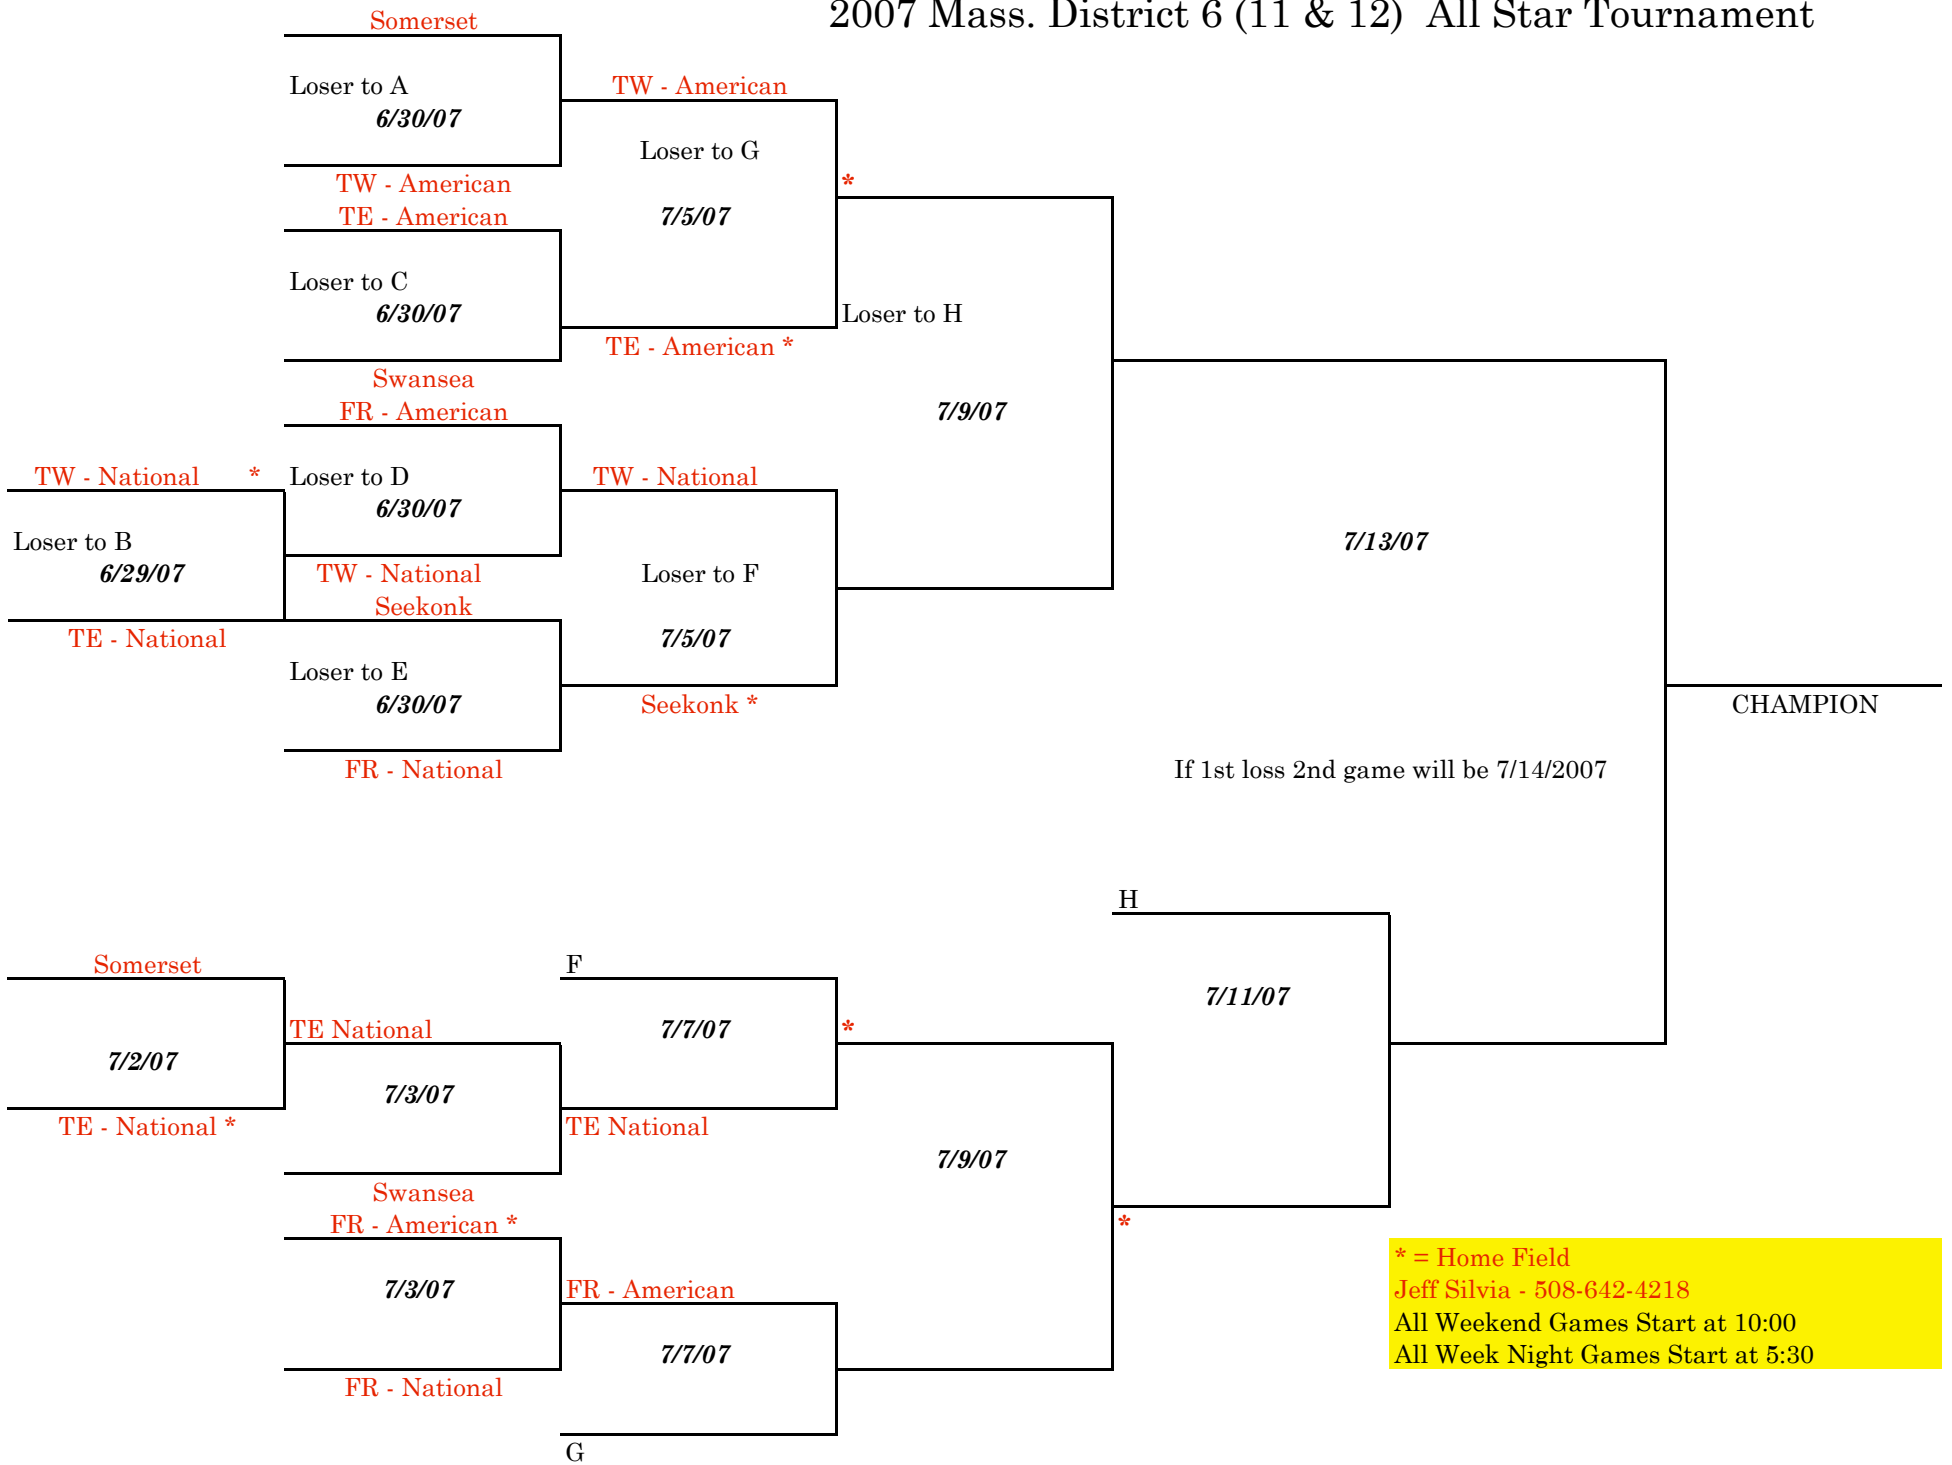 2007 Mass. District 6 (11 & 12)  All Star Tournament
Somerset
Loser to A
6/30/07
TW - American
TW - American
Loser to G
7/5/07
*
TE - American
Loser to C
6/30/07
Swansea
TE - American *
Loser to H
7/9/07
FR - American
TW - National *
Loser to D
6/30/07
TW - National
Loser to B
6/29/07
TE - National
TW - National
Loser to F
7/5/07
Seekonk
Loser to E
6/30/07
Seekonk *
FR - National
7/13/07
CHAMPION
If 1st loss 2nd game will be 7/14/2007
H
7/11/07
Somerset
7/2/07
TE - National *
TE National
7/3/07
Swansea
F
7/7/07
*
TE National
7/9/07
*
FR - American *
7/3/07
FR - National
FR - American
7/7/07
G
* = Home Field
Jeff Silvia - 508-642-4218
All Weekend Games Start at 10:00
All Week Night Games Start at 5:30